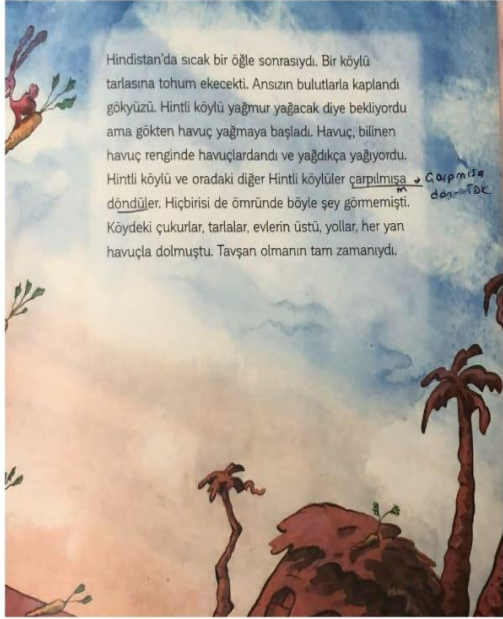 Hindistan'da sıcak bir öğle sonrasıydı. Bir köylü
tarlasına tohum ekecekti. Ansızın bulutlarla kaplandı
gökyüzü. Hintli köylü yağmur yağacak diye bekliyordu
ama gökten havuç yağmaya başladı. Havuç, bilinen
havuç renginde havuçlardandı ve yağdıkça yağıyordu.
Hintli köylü ve oradaki diğer Hintli köylüler çarpılmışa
döndüler. Hiçbirisi de ömründe böyle şey görmemişti.
Köydeki çukurlar, tarlalar, evlerin üstü, yollar, her yan
havuçla dolmuştu. Tavşan olmanın tam zamanıydı.
TDK